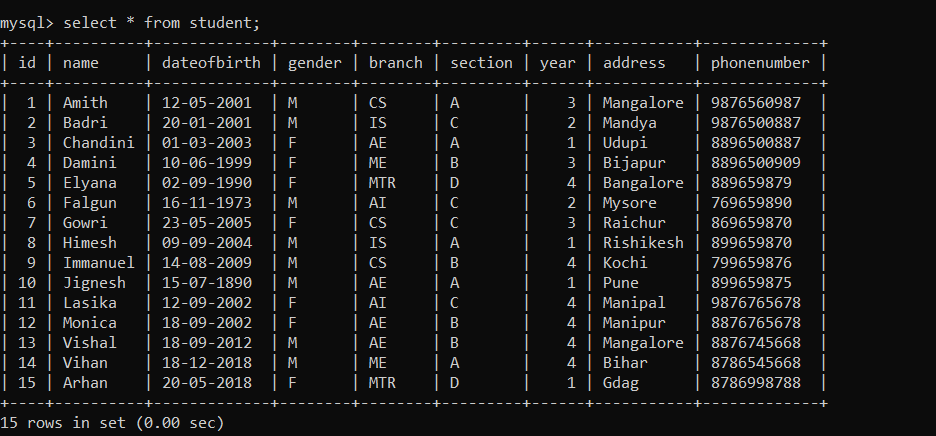 mysql> select * from student;
+----+----------+-------------+--------+--------+---------+------+-----------+-------------+
| id | name     | dateofbirth | gender | branch | section | year | address   | phonenumber |
+----+----------+-------------+--------+--------+---------+------+-----------+-------------+
|  1 | Amith    | 12-05-2001  | M      | CS     | A       |    3 | Mangalore | 9876560987  |
|  2 | Badri    | 20-01-2001  | M      | IS     | C       |    2 | Mandya    | 9876500887  |
|  3 | Chandini | 01-03-2003  | F      | AE     | A       |    1 | Udupi     | 8896500887  |
|  4 | Damini   | 10-06-1999  | F      | ME     | B       |    3 | Bijapur   | 8896500909  |
|  5 | Elyana   | 02-09-1990  | F      | MTR    | D       |    4 | Bangalore | 889659879   |
|  6 | Falgun   | 16-11-1973  | M      | AI     | C       |    2 | Mysore    | 769659890   |
|  7 | Gowri    | 23-05-2005  | F      | CS     | C       |    3 | Raichur   | 869659870   |
|  8 | Himesh   | 09-09-2004  | M      | IS     | A       |    1 | Rishikesh | 899659870   |
|  9 | Immanuel | 14-08-2009  | M      | CS     | B       |    4 | Kochi     | 799659876   |
| 10 | Jignesh  | 15-07-1890  | M      | AE     | A       |    1 | Pune      | 899659875   |
| 11 | Lasika   | 12-09-2002  | F      | AI     | C       |    4 | Manipal   | 9876765678  |
| 12 | Monica   | 18-09-2002  | F      | AE     | B       |    4 | Manipur   | 8876765678  |
| 13 | Vishal   | 18-09-2012  | M      | AE     | B       |    4 | Mangalore | 8876745668  |
| 14 | Vihan    | 18-12-2018  | M      | ME     | A       |    4 | Bihar     | 8786545668  |
| 15 | Arhan    | 20-05-2018  | F      | MTR    | D       |    1 | Gdag      | 8786998788  |
+----+----------+-------------+--------+--------+---------+------+-----------+-------------+
15 rows in set (0.00 sec)